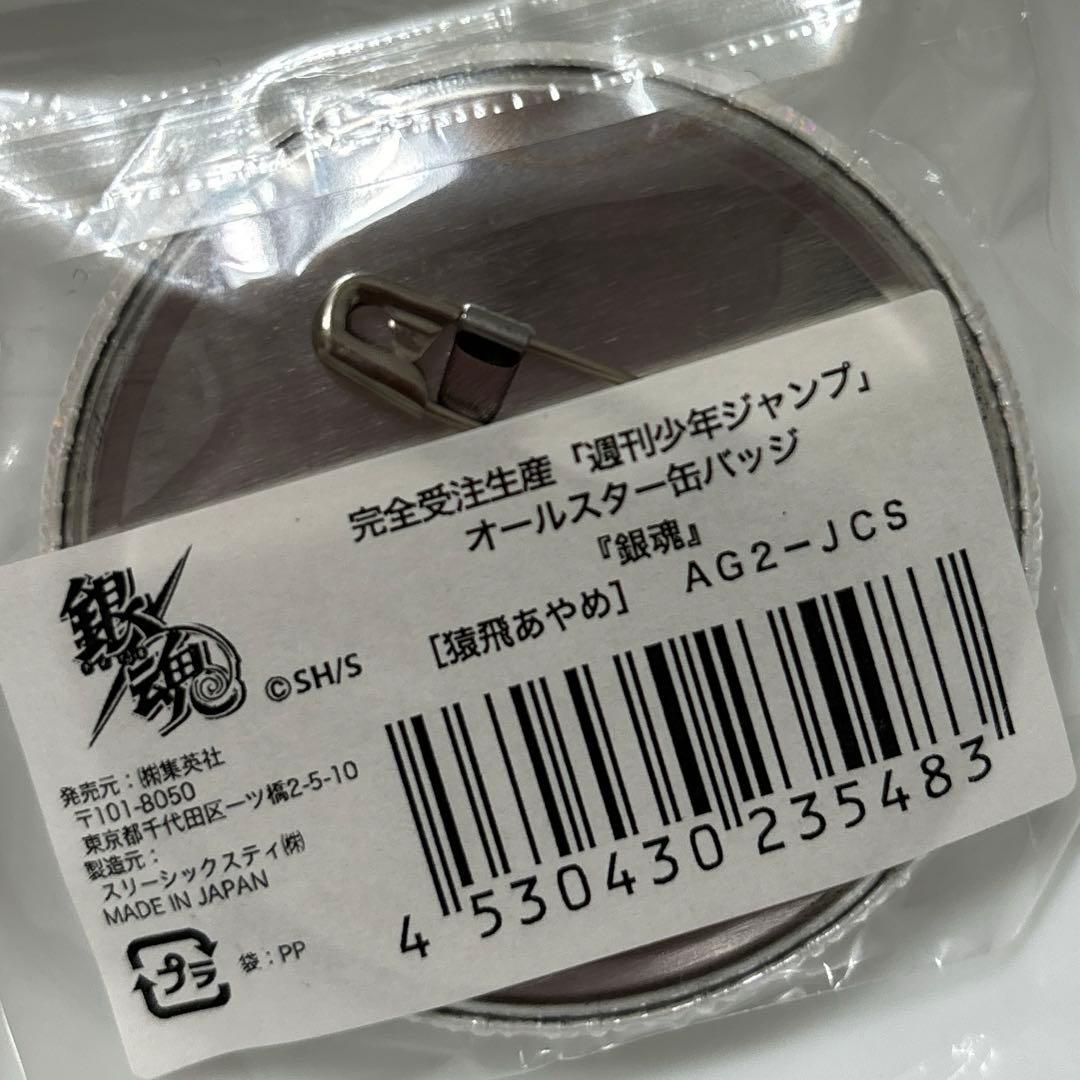 完全受注生産「週刊少年ジャンプ」
オールスター缶バッジ
『銀魂』
[猿飛あやめ] AG2-JCS
銀魂
©SH/S
発売元：㈱集英社
〒101-8050
東京都千代田区一ツ橋2-5-10
製造元：
スリーシックスティ㈱
MADE IN JAPAN
プラ
袋：PP
4 530430 235483